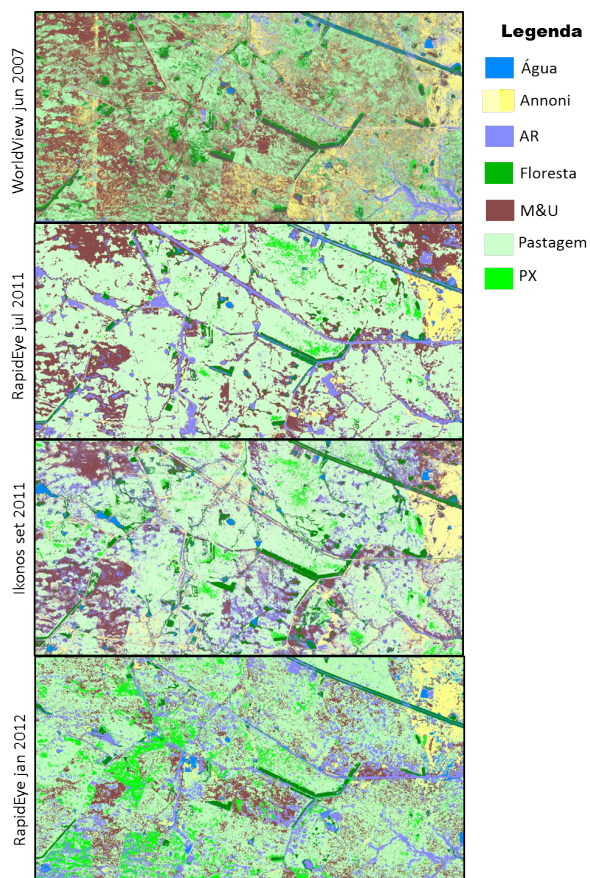 WorldView jun 2007
RapidEye jul 2011
Ikonos set 2011
RapidEye jan 2012
Legenda
Água
Annoni
AR
Floresta
M&U
Pastagem
PX